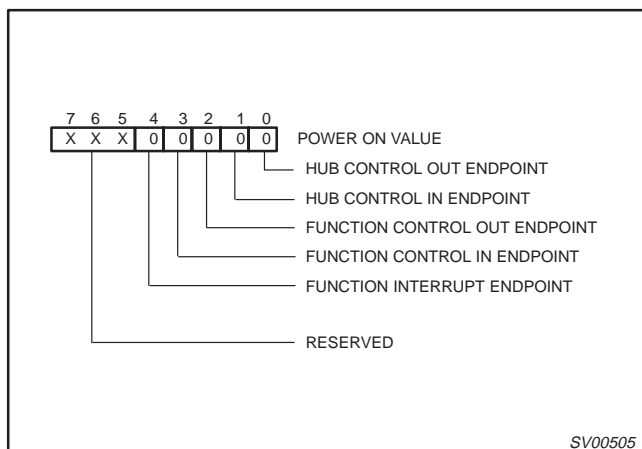 7 6 5 4 3 2 1 0
X X X 0 0 0 0 0 POWER ON VALUE
HUB CONTROL OUT ENDPOINT
HUB CONTROL IN ENDPOINT
FUNCTION CONTROL OUT ENDPOINT
FUNCTION CONTROL IN ENDPOINT
FUNCTION INTERRUPT ENDPOINT
RESERVED
SV00505